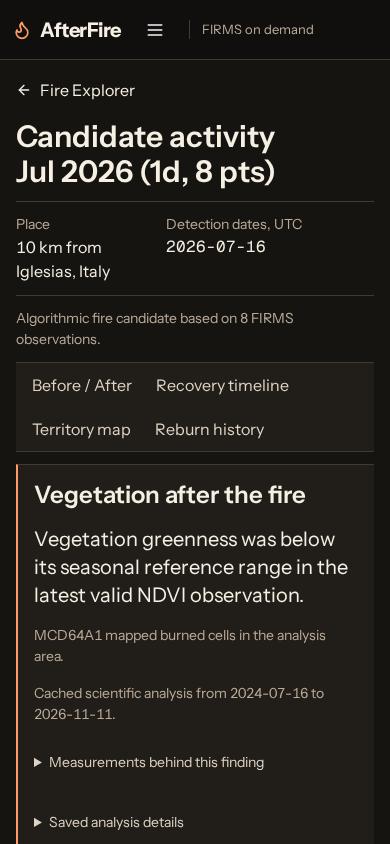 AfterFire
FIRMS on demand
← Fire Explorer
Candidate activity
Jul 2026 (1d, 8 pts)
Place
10 km from
Iglesias, Italy
Detection dates, UTC
2026-07-16
Algorithmic fire candidate based on 8 FIRMS
observations.
Before / After
Recovery timeline
Territory map
Reburn history
Vegetation after the fire
Vegetation greenness was below
its seasonal reference range in the
latest valid NDVI observation.
MCD64A1 mapped burned cells in the analysis
area.
Cached scientific analysis from 2024-07-16 to
2026-11-11.
▶ Measurements behind this finding
▶ Saved analysis details